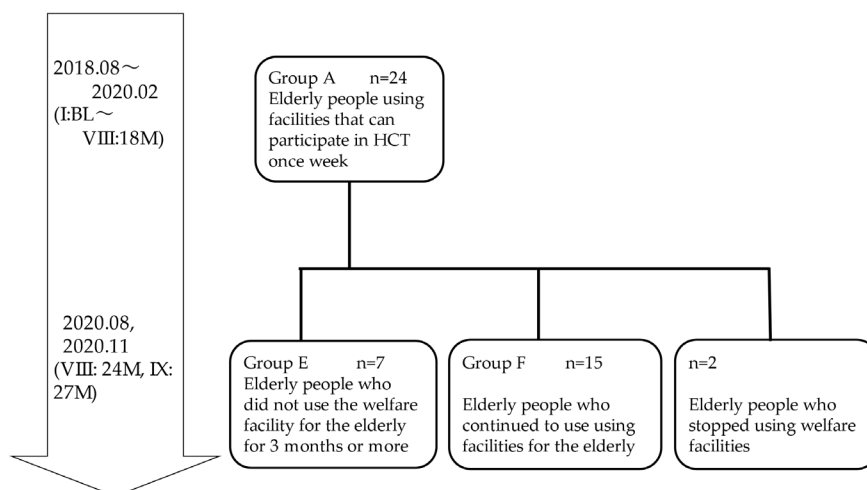 2018.08～
2020.02
(I:BL～
VIII:18M)
Group A n=24
Elderly people using
facilities that can
participate in HCT
once week
2020.08,
2020.11
(VIII: 24M, IX:
27M)
Group E n=7
Elderly people who
did not use the welfare
facility for the elderly
for 3 months or more
Group F n=15
Elderly people who
continued to use using
facilities for the elderly
n=2
Elderly people who
stopped using welfare
facilities